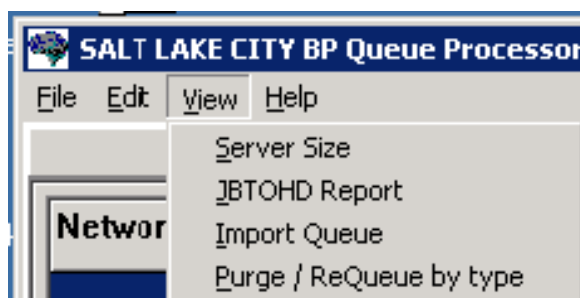 SALT LAKE CITY BP Queue Processor
File Edit View Help
Server Size
JBTOHD Report
Networ
Import Queue
Purge / ReQueue by type